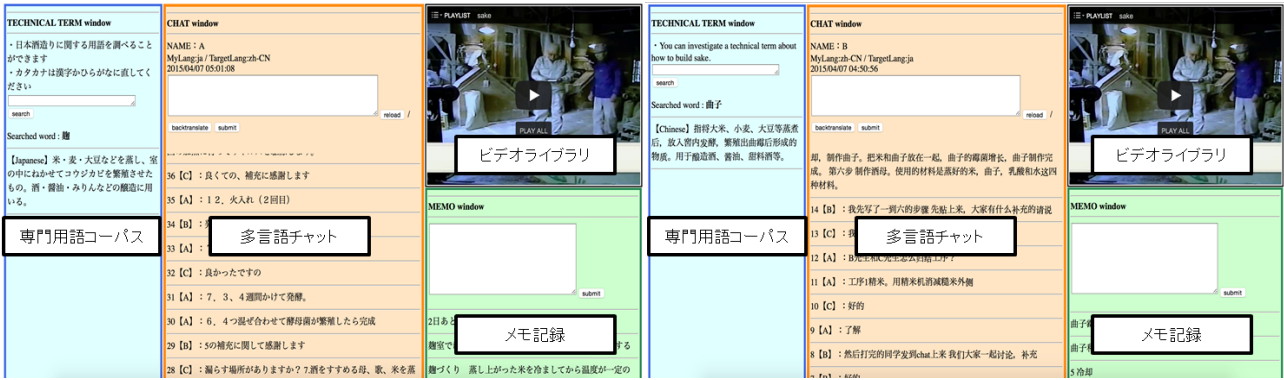 TECHNICAL TERM window
・日本酒造りに関する用語を調べること
ができます
・カタカナは漢字かひらがなに直してく
ださい
search
Searched word : 麹
【Japanese】米・麦・大豆などを蒸し、室
の中にねかせてコウジカビを繁殖させた
もの。酒・醤油・みりんなどの醸造に用
いる。
専門用語コーパス
CHAT window
NAME：A
MyLang:ja / TargetLang:zh-CN
2015/04/07 05:01:08
reload /
backtranslate submit
36【C】：良くての、補充に感謝します
35【A】：１２、火入れ（２回目）
34【B】：
多言語チャット
33【A】：
32【C】：良かったですの
31【A】：７、３、４週間かけて発酵。
30【A】：６、４つ混ぜ合わせて酵母菌が繁殖したら完成
29【B】：5の補充に関して感謝します
28【C】：漏らす場所がありますか？ 7.酒をすすめる母、歌、米を蒸
PLAYLIST sake
PLAY ALL
ビデオライブラリ
MEMO window
submit
2日あと
メモ記録
麹室で
する
麹づくり 蒸し上がった米を冷ましてから温度が一定の
TECHNICAL TERM window
・You can investigate a technical term about
how to build sake.
search
Searched word : 曲子
【Chinese】指将大米、小麦、大豆等蒸煮
后，放入窖内发酵，繁殖出曲霉后形成的
物质。用于酿造酒、酱油、甜料酒等。
専門用語コーパス
CHAT window
NAME：B
MyLang:zh-CN / TargetLang:ja
2015/04/07 04:50:56
reload /
backtranslate submit
却，制作曲子。把米和曲子放在一起，曲子的霉菌增长，曲子制作完
成。 第六步 制作酒母。使用的材料是蒸好的米，曲子，乳酸和水这四
种材料。
14【B】：我先写了一到六的步骤 先贴上来，大家有什么补充的请说
13【C】：我
多言語チャット
12【A】：B先生和C先生怎么归结工序？
11【A】：工序1精米。用精米机消减糙米外侧
10【C】：好的
9【A】：了解
8【B】：然后打完的同学发到chat上来 我们大家一起讨论，补充
7【B】：好的
PLAYLIST sake
PLAY ALL
ビデオライブラリ
MEMO window
submit
曲子
メモ記録
曲子
5 冷却